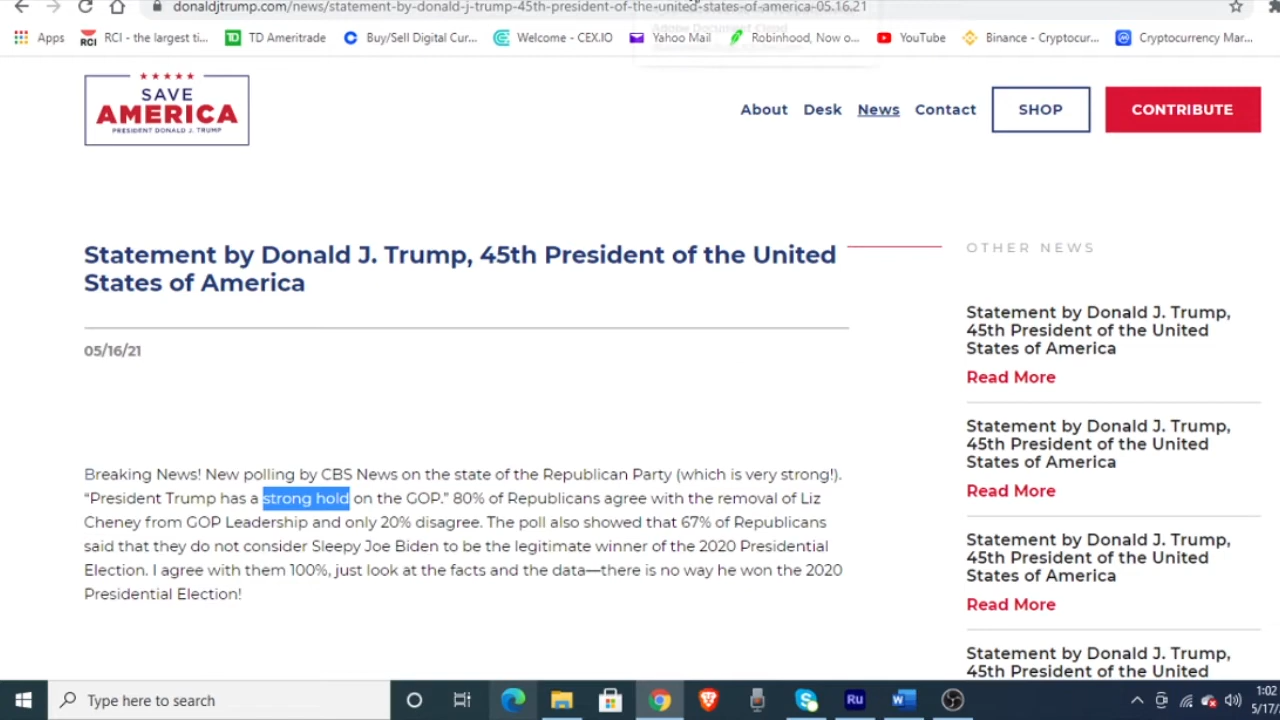 donaldjtrump.com/news/statement-by-donald-j-trump-45th-president-of-the-united-states-of-america-05.16.21
Apps RCI RCI - the largest ti... TD Ameritrade Buy/Sell Digital Cur... Welcome - CEX.IO Yahoo Mail Robinhood, Now o... YouTube Binance - Cryptocur... Cryptocurrency Mar...
SAVE
AMERICA
PRESIDENT DONALD J. TRUMP
About Desk News Contact SHOP CONTRIBUTE
Statement by Donald J. Trump, 45th President of the United
States of America
05/16/21
Breaking News! New polling by CBS News on the state of the Republican Party (which is very strong!).
“President Trump has a strong hold on the GOP.” 80% of Republicans agree with the removal of Liz
Cheney from GOP Leadership and only 20% disagree. The poll also showed that 67% of Republicans
said that they do not consider Sleepy Joe Biden to be the legitimate winner of the 2020 Presidential
Election. I agree with them 100%, just look at the facts and the data—there is no way he won the 2020
Presidential Election!
OTHER NEWS
Statement by Donald J. Trump,
45th President of the United
States of America
Read More
Statement by Donald J. Trump,
45th President of the United
States of America
Read More
Statement by Donald J. Trump,
45th President of the United
States of America
Read More
Statement by Donald J. Trump,
45th President of the United
Type here to search
Ru
1:02
5/17/